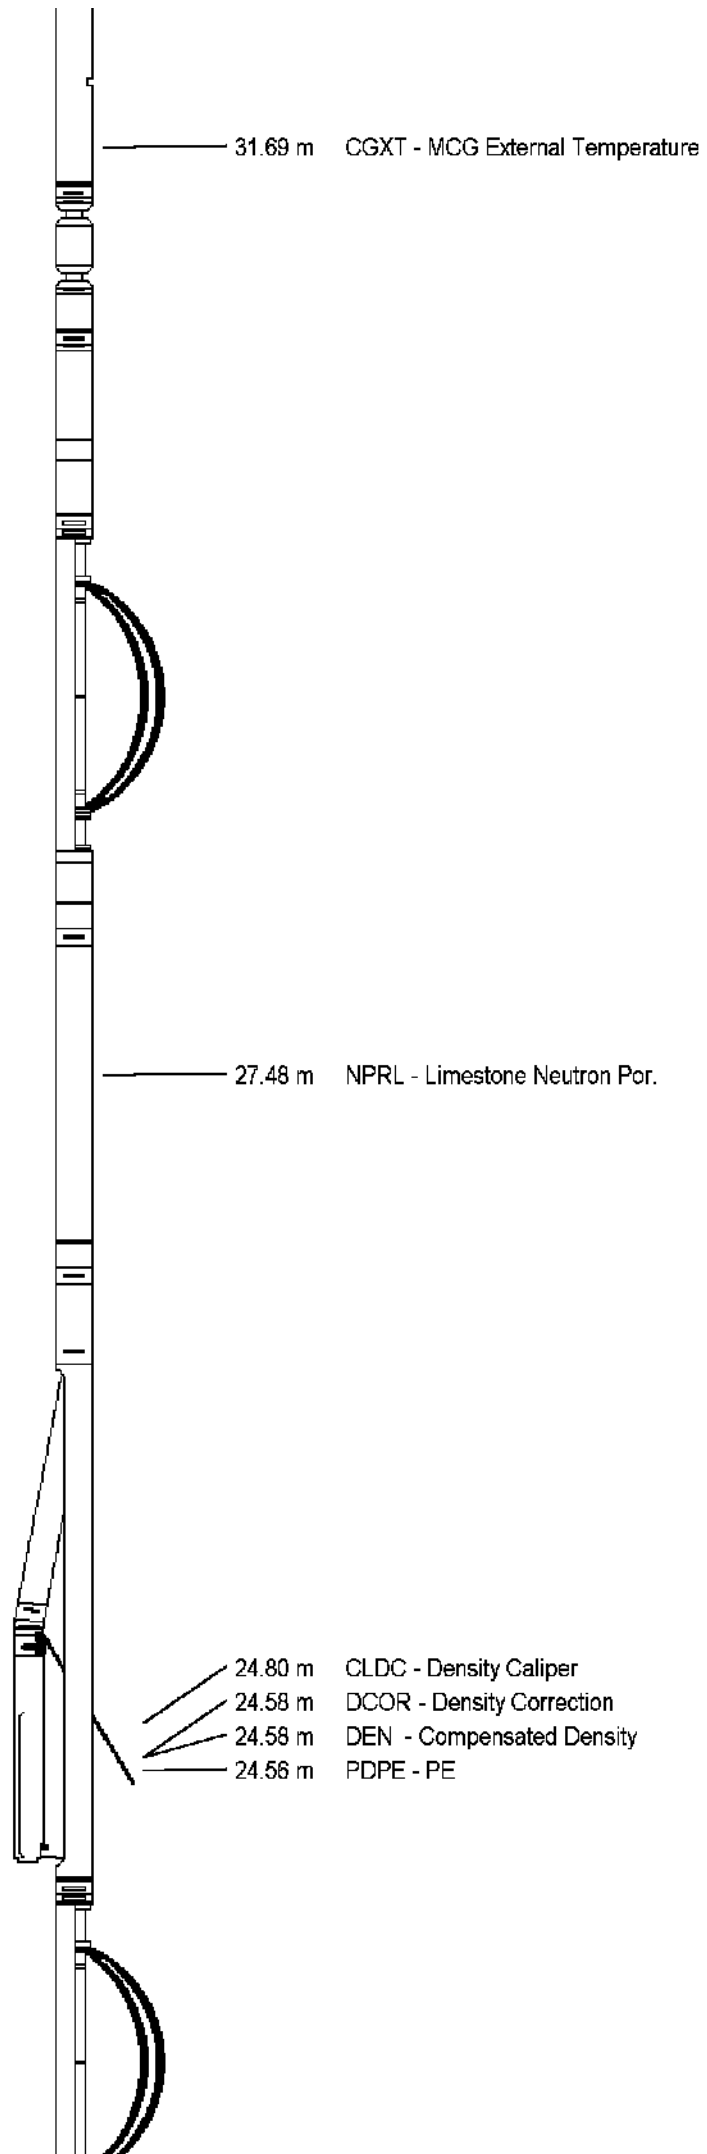 31.69 m CGXT - MCG External Temperature
27.48 m NPRL - Limestone Neutron Por.
24.80 m CLDC - Density Caliper
24.58 m DCOR - Density Correction
24.58 m DEN - Compensated Density
24.56 m PDPE - PE